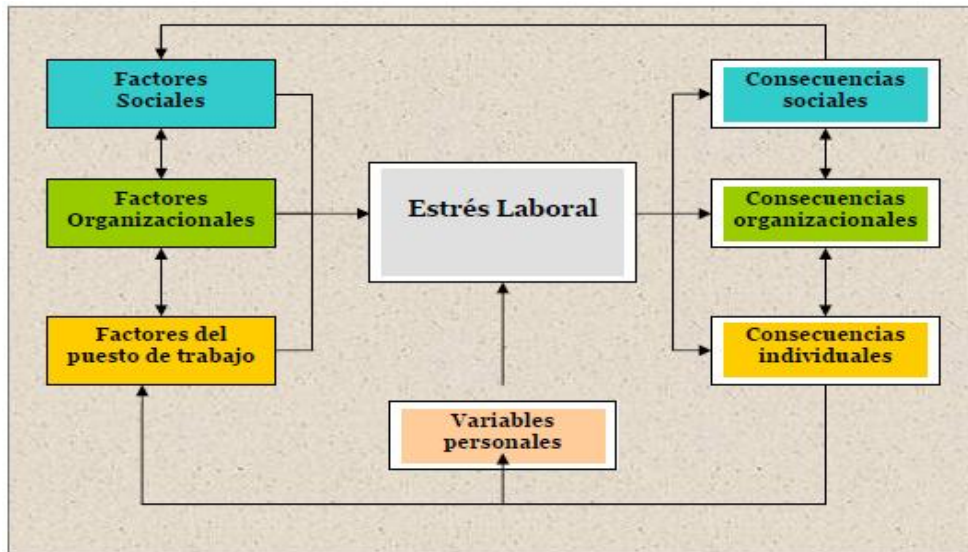 Factores
Sociales
Consecuencias
sociales
Factores
Organizacionales
Estrés Laboral
Consecuencias
organizacionales
Factores del
puesto de trabajo
Consecuencias
individuales
Variables
personales